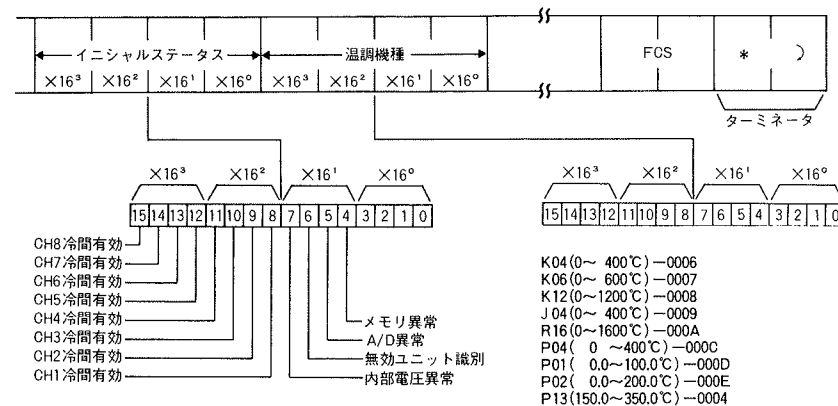 イニシャルステータス 温調機種 FCS * ⤸
×16³ ×16² ×16¹ ×16⁰ ×16³ ×16² ×16¹ ×16⁰
ターミネータ
×16³ ×16² ×16¹ ×16⁰
15 14 13 12 11 10 9 8 7 6 5 4 3 2 1 0
CH8冷間有効
CH7冷間有効
CH6冷間有効
CH5冷間有効
CH4冷間有効
CH3冷間有効
CH2冷間有効
CH1冷間有効
メモリ異常
A/D異常
無効ユニット識別
内部電圧異常
×16³ ×16² ×16¹ ×16⁰
15 14 13 12 11 10 9 8 7 6 5 4 3 2 1 0
K04(0~ 400℃)—0006
K06(0~ 600℃)—0007
K12(0~1200℃)—0008
J04(0~ 400℃)—0009
R16(0~1600℃)—000A
P04( 0 ~400℃)—000C
P01( 0.0~100.0℃)—000D
P02( 0.0~200.0℃)—000E
P13(150.0~350.0℃)—0004